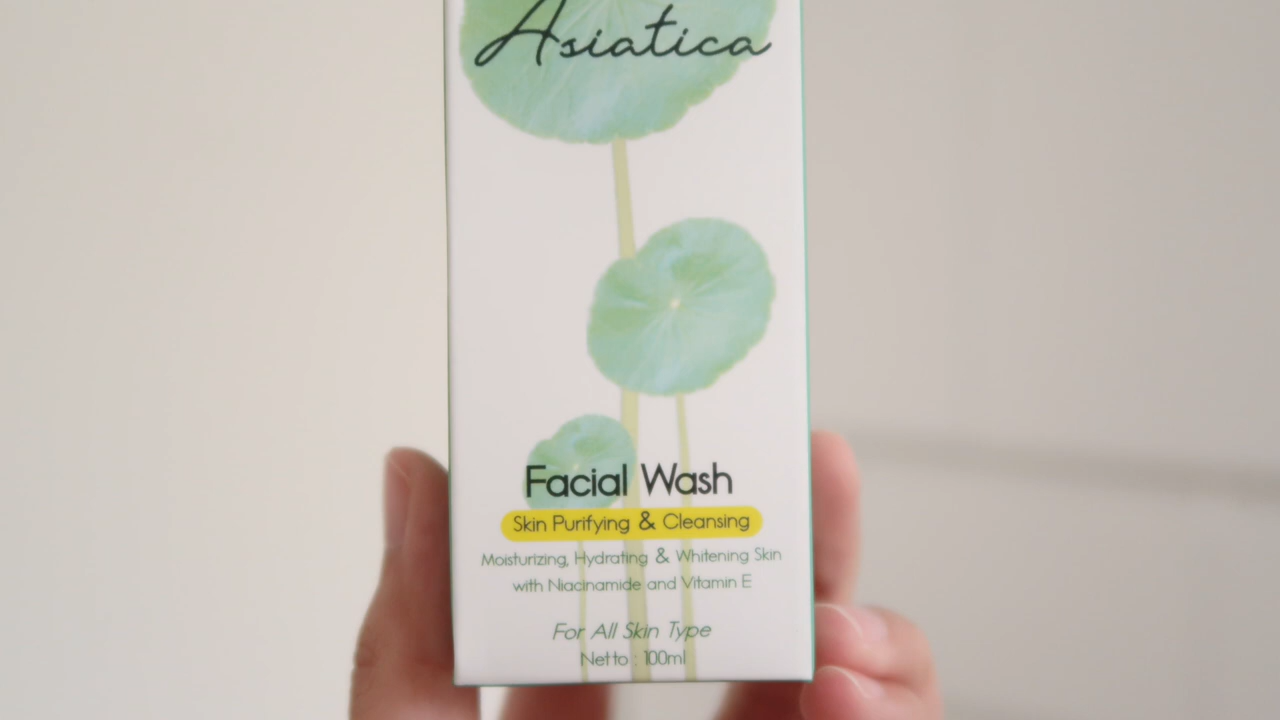 Asiatica
Facial Wash
Skin Purifying & Cleansing
Moisturizing, Hydrating & Whitening Skin
with Niacinamide and Vitamin E
For All Skin Type
Netto : 100ml